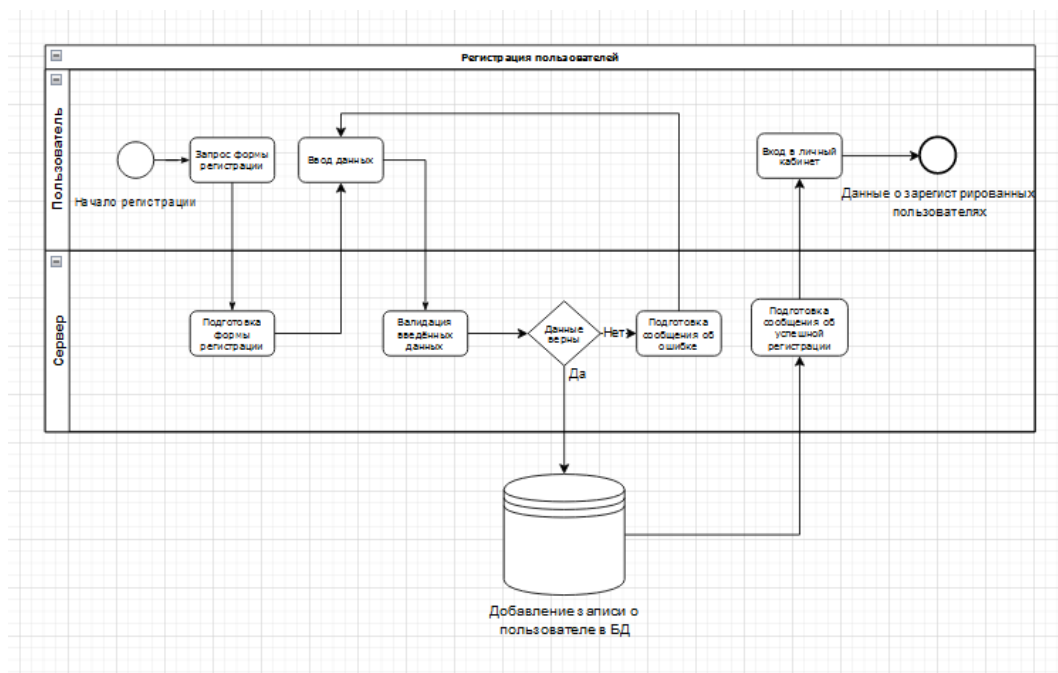 Регистрация пользователей
Пользователь
Запрос формы
регистрации
Ввод данных
Вход в личный
кабинет
Начало регистрации
Данные о зарегистрированных
пользователях
Сервер
Подготовка
формы
регистрации
Валидация
введённых
данных
Данные
верны
Нет
Подготовка
сообщения об
ошибке
Подготовка
сообщения об
успешной
регистрации
Да
Добавление записи о
пользователе в БД